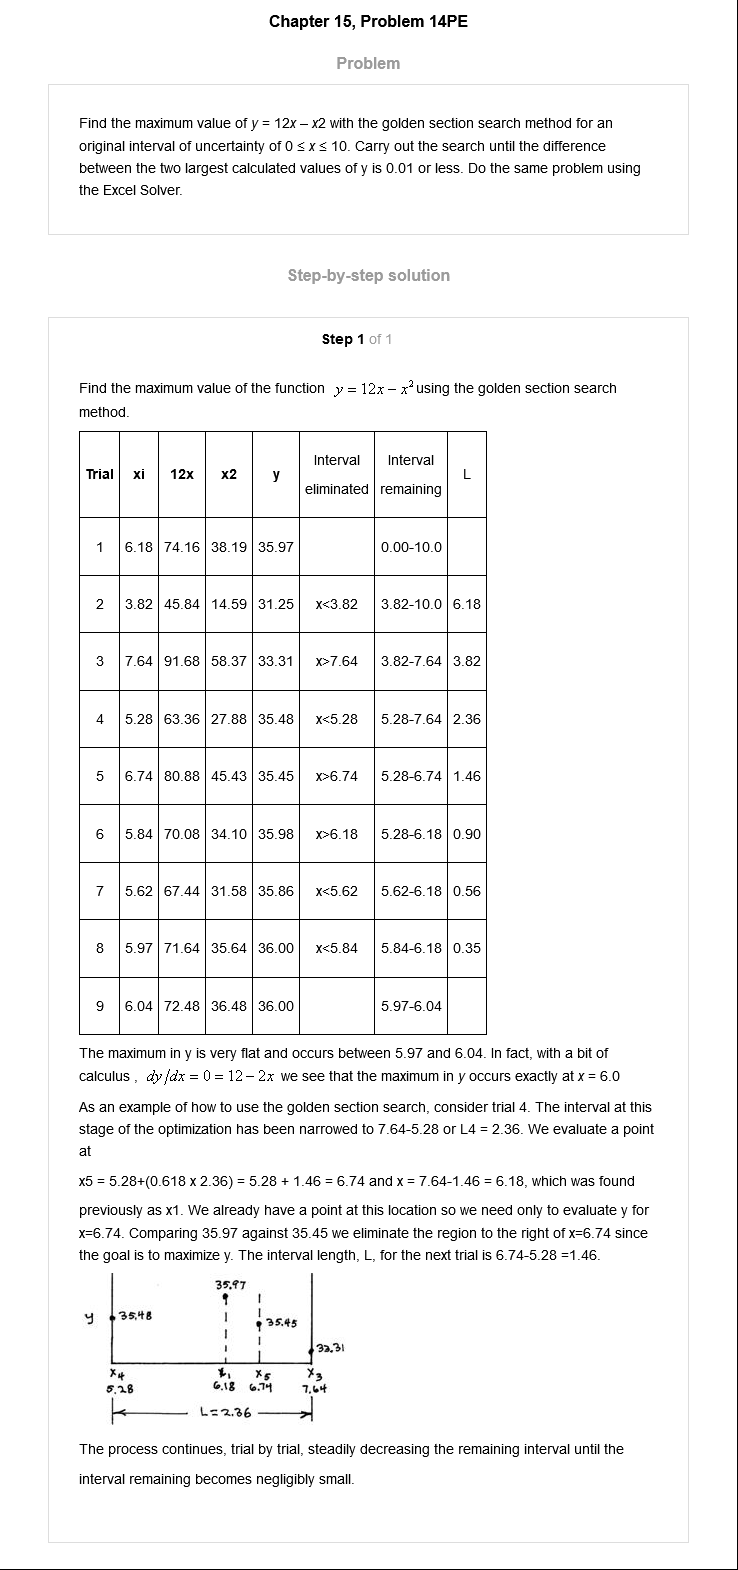 Chapter 15, Problem 14PE
Problem
Find the maximum value of y = 12x – x2 with the golden section search method for an
original interval of uncertainty of 0 ≤ x ≤ 10. Carry out the search until the difference
between the two largest calculated values of y is 0.01 or less. Do the same problem using
the Excel Solver.
Step-by-step solution
Step 1 of 1
Find the maximum value of the function y = 12x – x² using the golden section search
method.
Trial xi 12x x2 y Interval eliminated Interval remaining L
1 6.18 74.16 38.19 35.97 0.00-10.0
2 3.82 45.84 14.59 31.25 x<3.82 3.82-10.0 6.18
3 7.64 91.68 58.37 33.31 x>7.64 3.82-7.64 3.82
4 5.28 63.36 27.88 35.48 x<5.28 5.28-7.64 2.36
5 6.74 80.88 45.43 35.45 x>6.74 5.28-6.74 1.46
6 5.84 70.08 34.10 35.98 x>6.18 5.28-6.18 0.90
7 5.62 67.44 31.58 35.86 x<5.62 5.62-6.18 0.56
8 5.97 71.64 35.64 36.00 x<5.84 5.84-6.18 0.35
9 6.04 72.48 36.48 36.00 5.97-6.04
The maximum in y is very flat and occurs between 5.97 and 6.04. In fact, with a bit of
calculus , dy/dx = 0 = 12 – 2x we see that the maximum in y occurs exactly at x = 6.0
As an example of how to use the golden section search, consider trial 4. The interval at this
stage of the optimization has been narrowed to 7.64-5.28 or L4 = 2.36. We evaluate a point
at
x5 = 5.28+(0.618 x 2.36) = 5.28 + 1.46 = 6.74 and x = 7.64-1.46 = 6.18, which was found
previously as x1. We already have a point at this location so we need only to evaluate y for
x=6.74. Comparing 35.97 against 35.45 we eliminate the region to the right of x=6.74 since
the goal is to maximize y. The interval length, L, for the next trial is 6.74-5.28 =1.46.
35.97
y 35.48 35.45
33.31
x4 x1 x5 x3
5.28 6.18 6.74 7.64
L=2.36
The process continues, trial by trial, steadily decreasing the remaining interval until the
interval remaining becomes negligibly small.